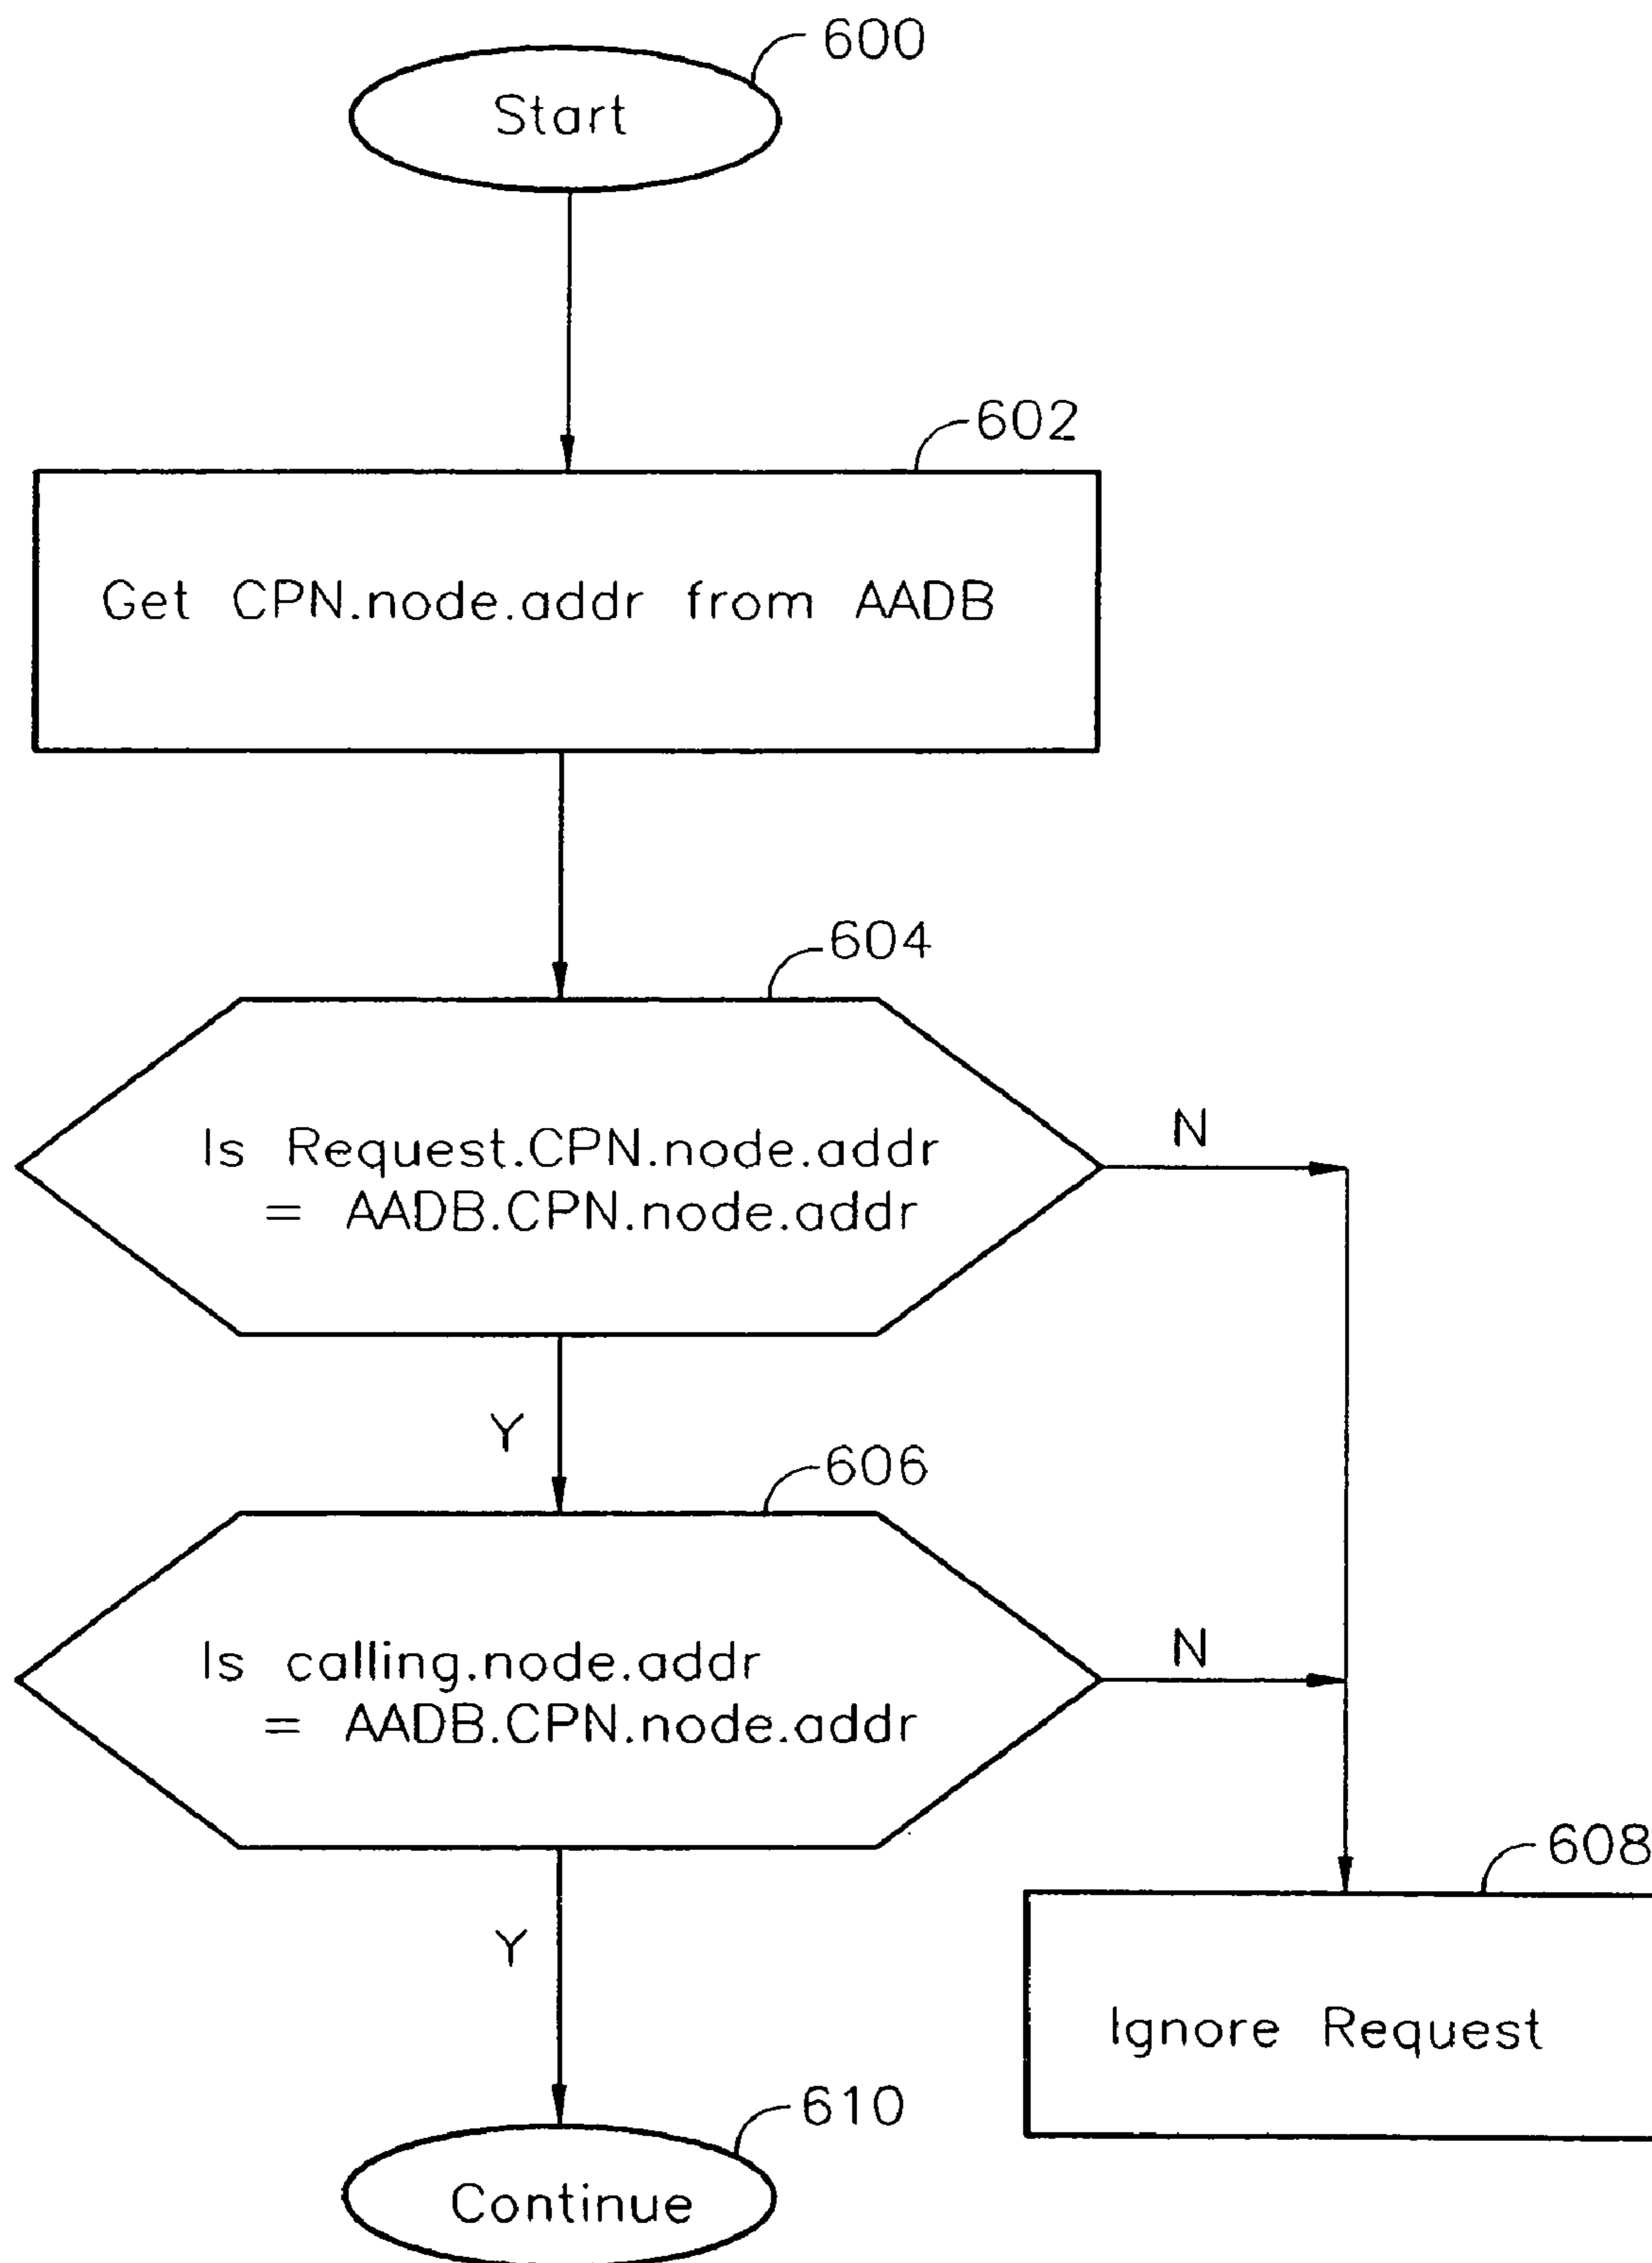 600
Start
602
Get CPN.node.addr from AADB
604
Is Request.CPN.node.addr
= AADB.CPN.node.addr
N
Y
606
Is calling.node.addr
= AADB.CPN.node.addr
N
Y
608
Ignore Request
610
Continue